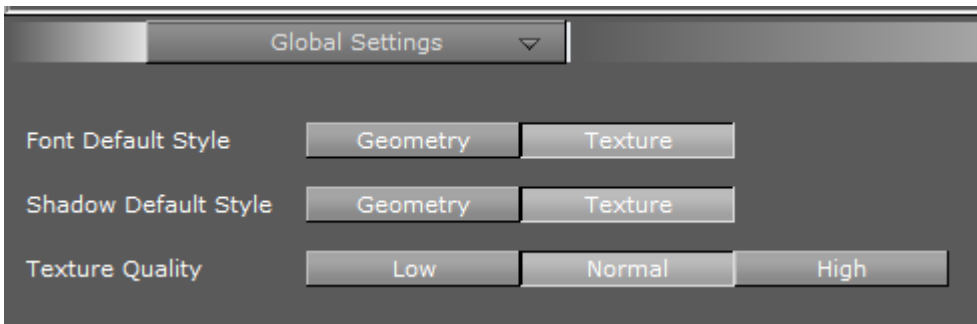 Global Settings
Font Default Style Geometry Texture
Shadow Default Style Geometry Texture
Texture Quality Low Normal High